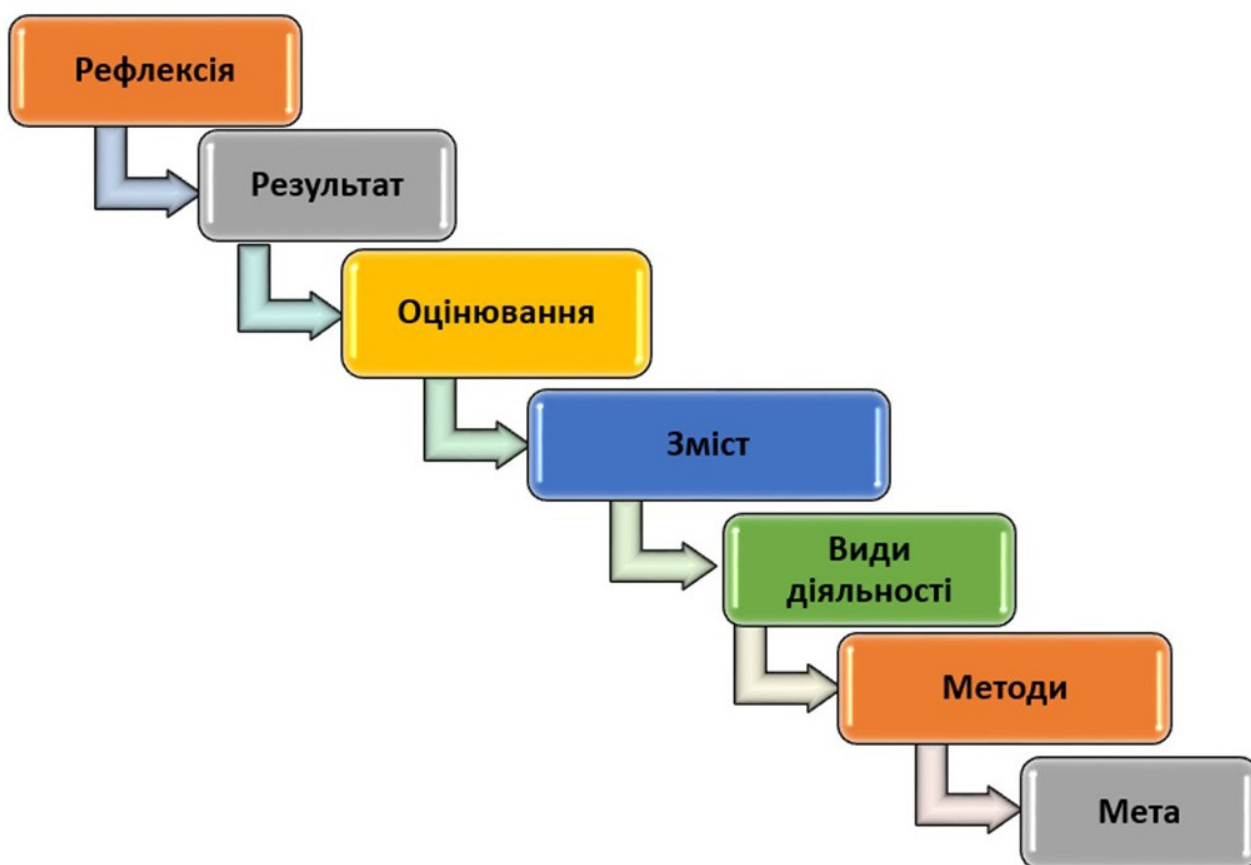 Рефлексія
Результат
Оцінювання
Зміст
Види
діяльності
Методи
Мета